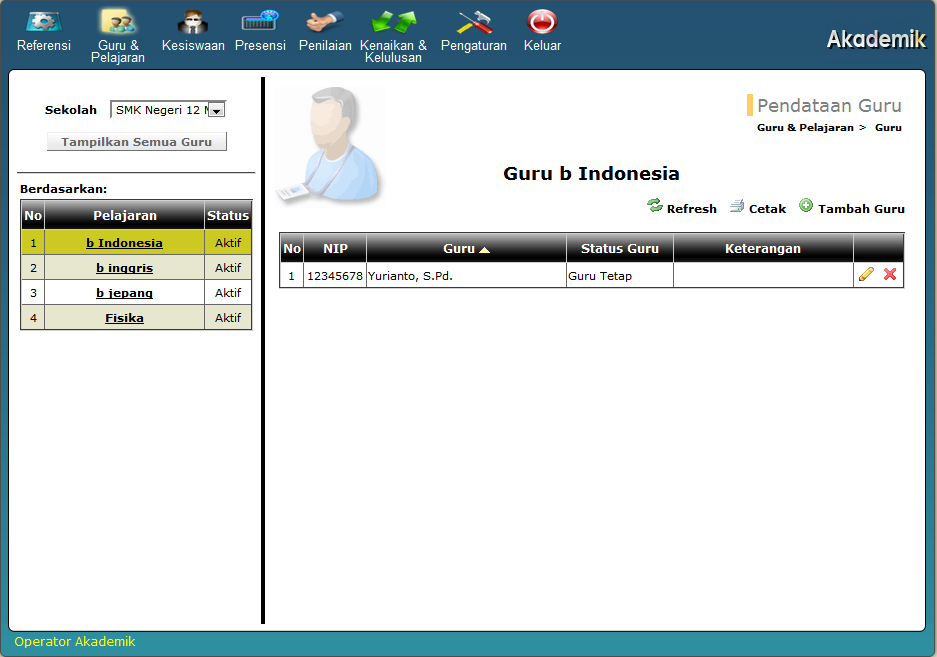 Referensi
Guru &
Pelajaran
Kesiswaan
Presensi
Penilaian
Kenaikan &
Kelulusan
Pengaturan
Keluar
Akademik
Sekolah SMK Negeri 12
Tampilkan Semua Guru
Berdasarkan:
No Pelajaran Status
1 b Indonesia Aktif
2 b inggris Aktif
3 b jepang Aktif
4 Fisika Aktif
Pendataan Guru
Guru & Pelajaran > Guru
Guru b Indonesia
Refresh Cetak Tambah Guru
No NIP Guru Status Guru Keterangan
1 12345678 Yurianto, S.Pd. Guru Tetap
Operator Akademik